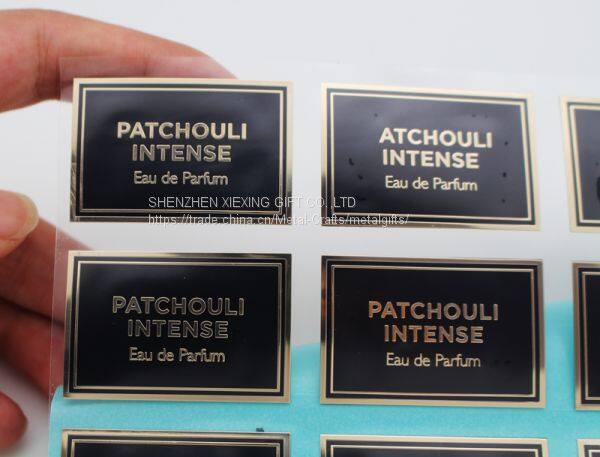 PATCHOULI
INTENSE
Eau de Parfum
ATCHOULI
INTENSE
Eau de Parfum
SHENZHEN XIEXING GIFT CO.,LTD
https://trade.china.cn/Metal-Crafts/metalgifts/
PATCHOULI
INTENSE
Eau de Parfum
PATCHOULI
INTENSE
Eau de Parfum